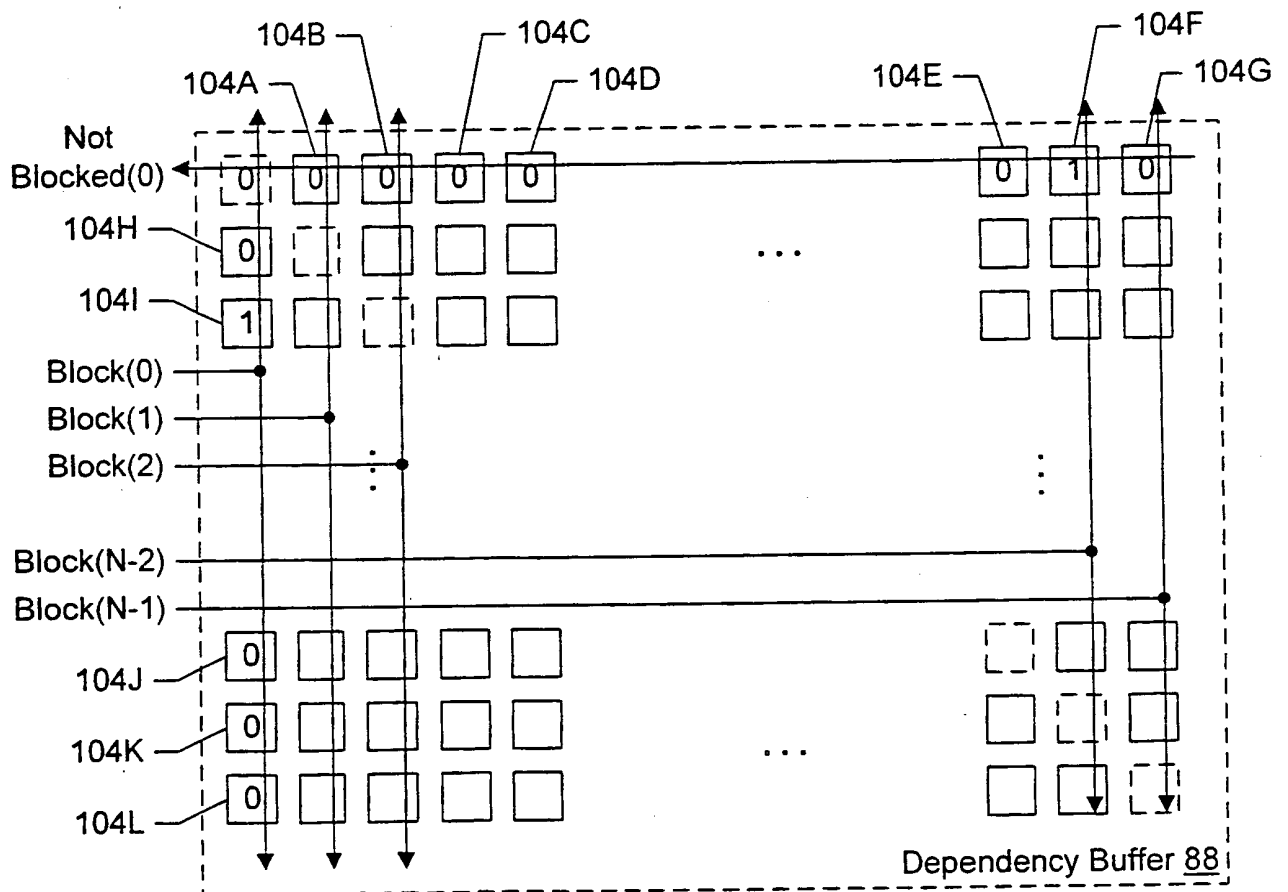 104B
104C
104F
104A
104D
104E
104G
Not
Blocked(0)
0 0 0 0 0 0 1 0
104H
0
...
104I
1
Block(0)
Block(1)
Block(2)
Block(N-2)
Block(N-1)
104J
0
104K
0
...
104L
0
Dependency Buffer 88